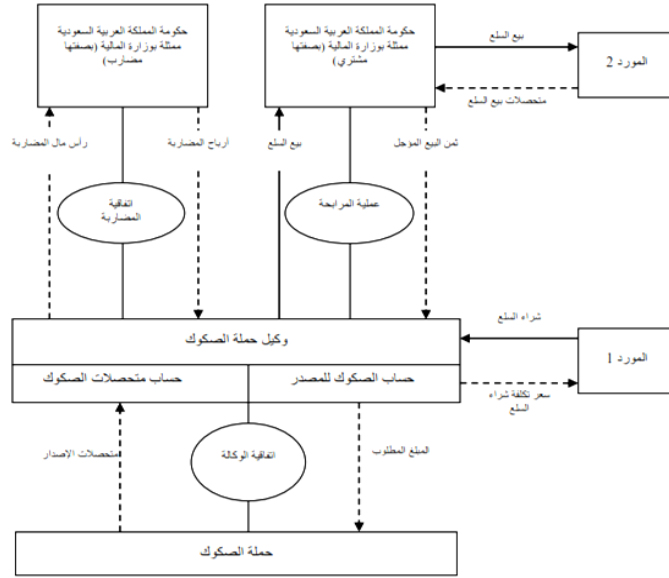 حكومة المملكة العربية السعودية
ممثلة بوزارة المالية (بصفتها
مضارب)
حكومة المملكة العربية السعودية
ممثلة بوزارة المالية (بصفتها
مشتري)
بيع السلع
المورد 2
متحصلات بيع السلع
رأس مال المضاربة
أرباح المضاربة
بيع السلع
ثمن البيع المؤجل
اتفاقية
المضاربة
عملية المرابحة
شراء السلع
وكيل حملة الصكوك
المورد 1
حساب الصكوك للمصدر
حساب متحصلات الصكوك
سعر تكلفة شراء
السلع
متحصلات الإصدار
اتفاقية الوكالة
المبلغ المطلوب
حملة الصكوك